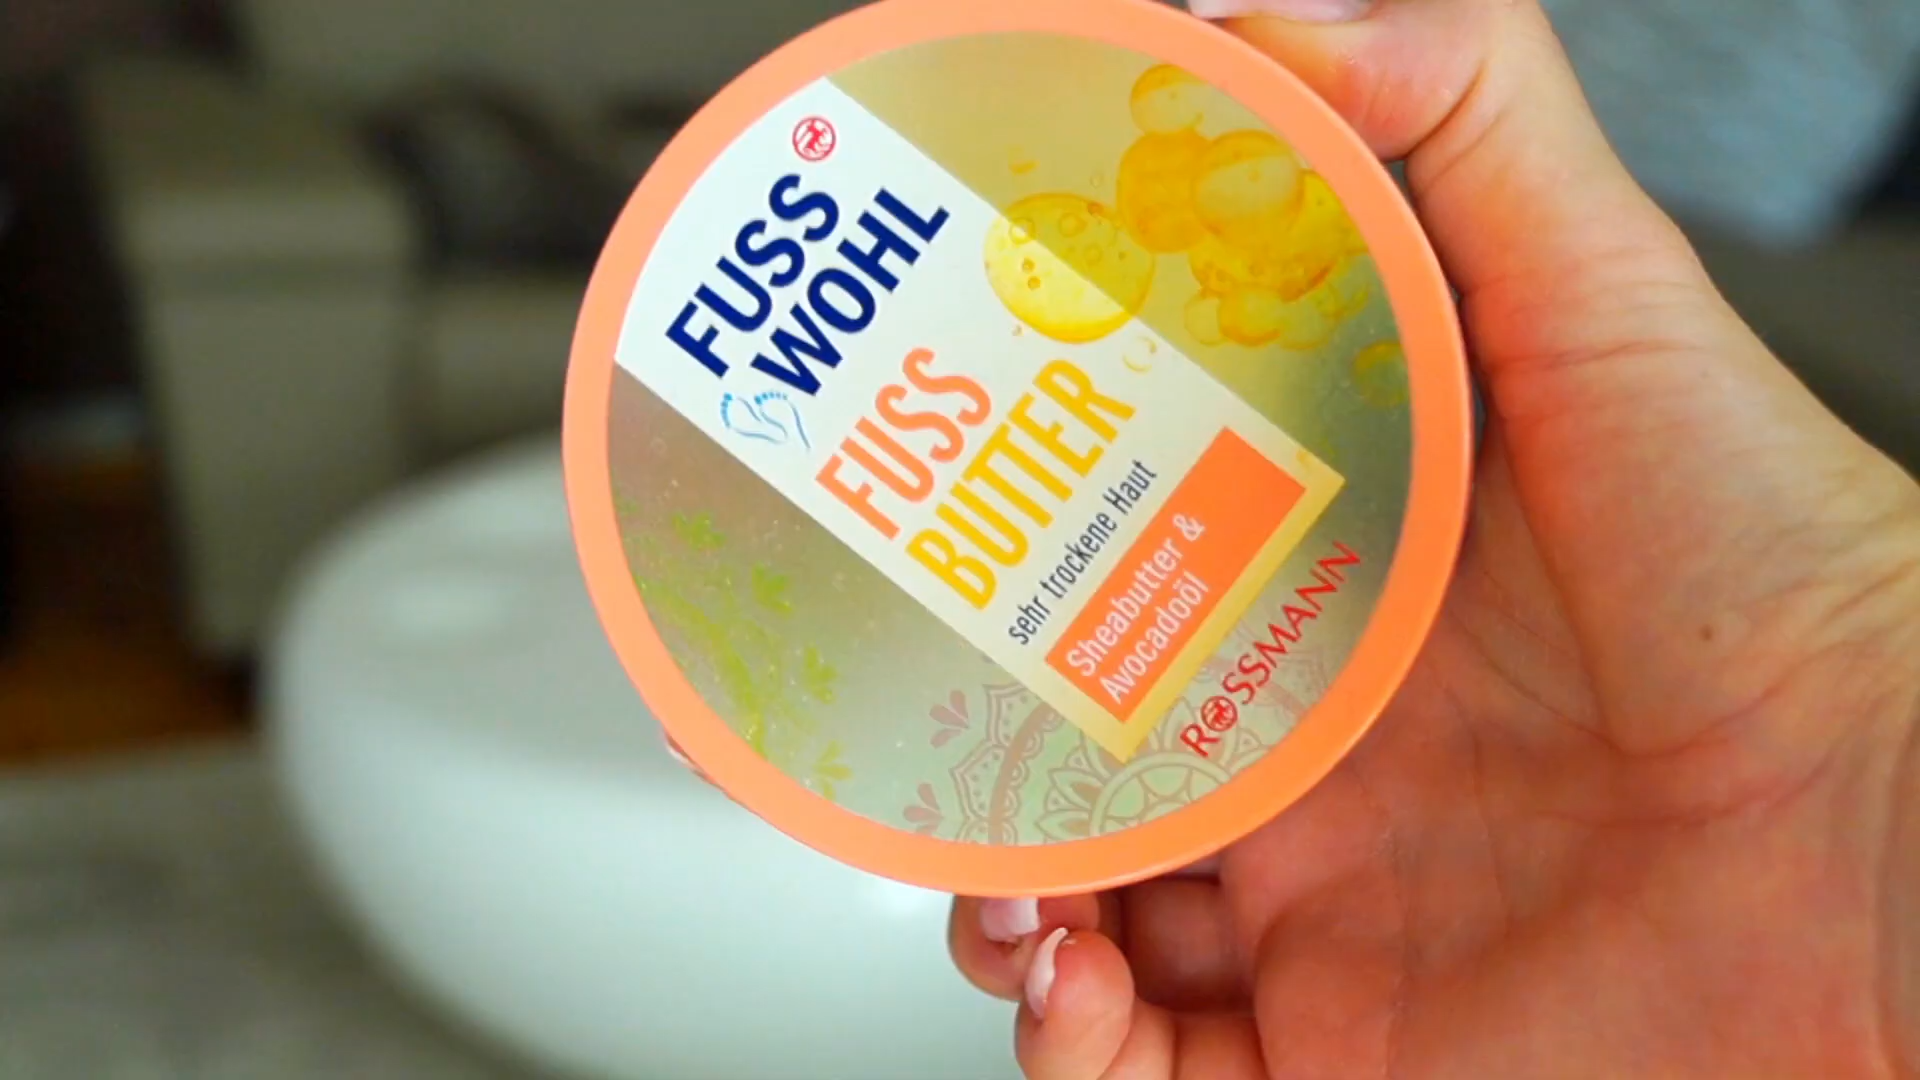 FUSS
WOHL
FUSS
BUTTER
sehr trockene Haut
Sheabutter &
Avocadoöl
ROSSMANN